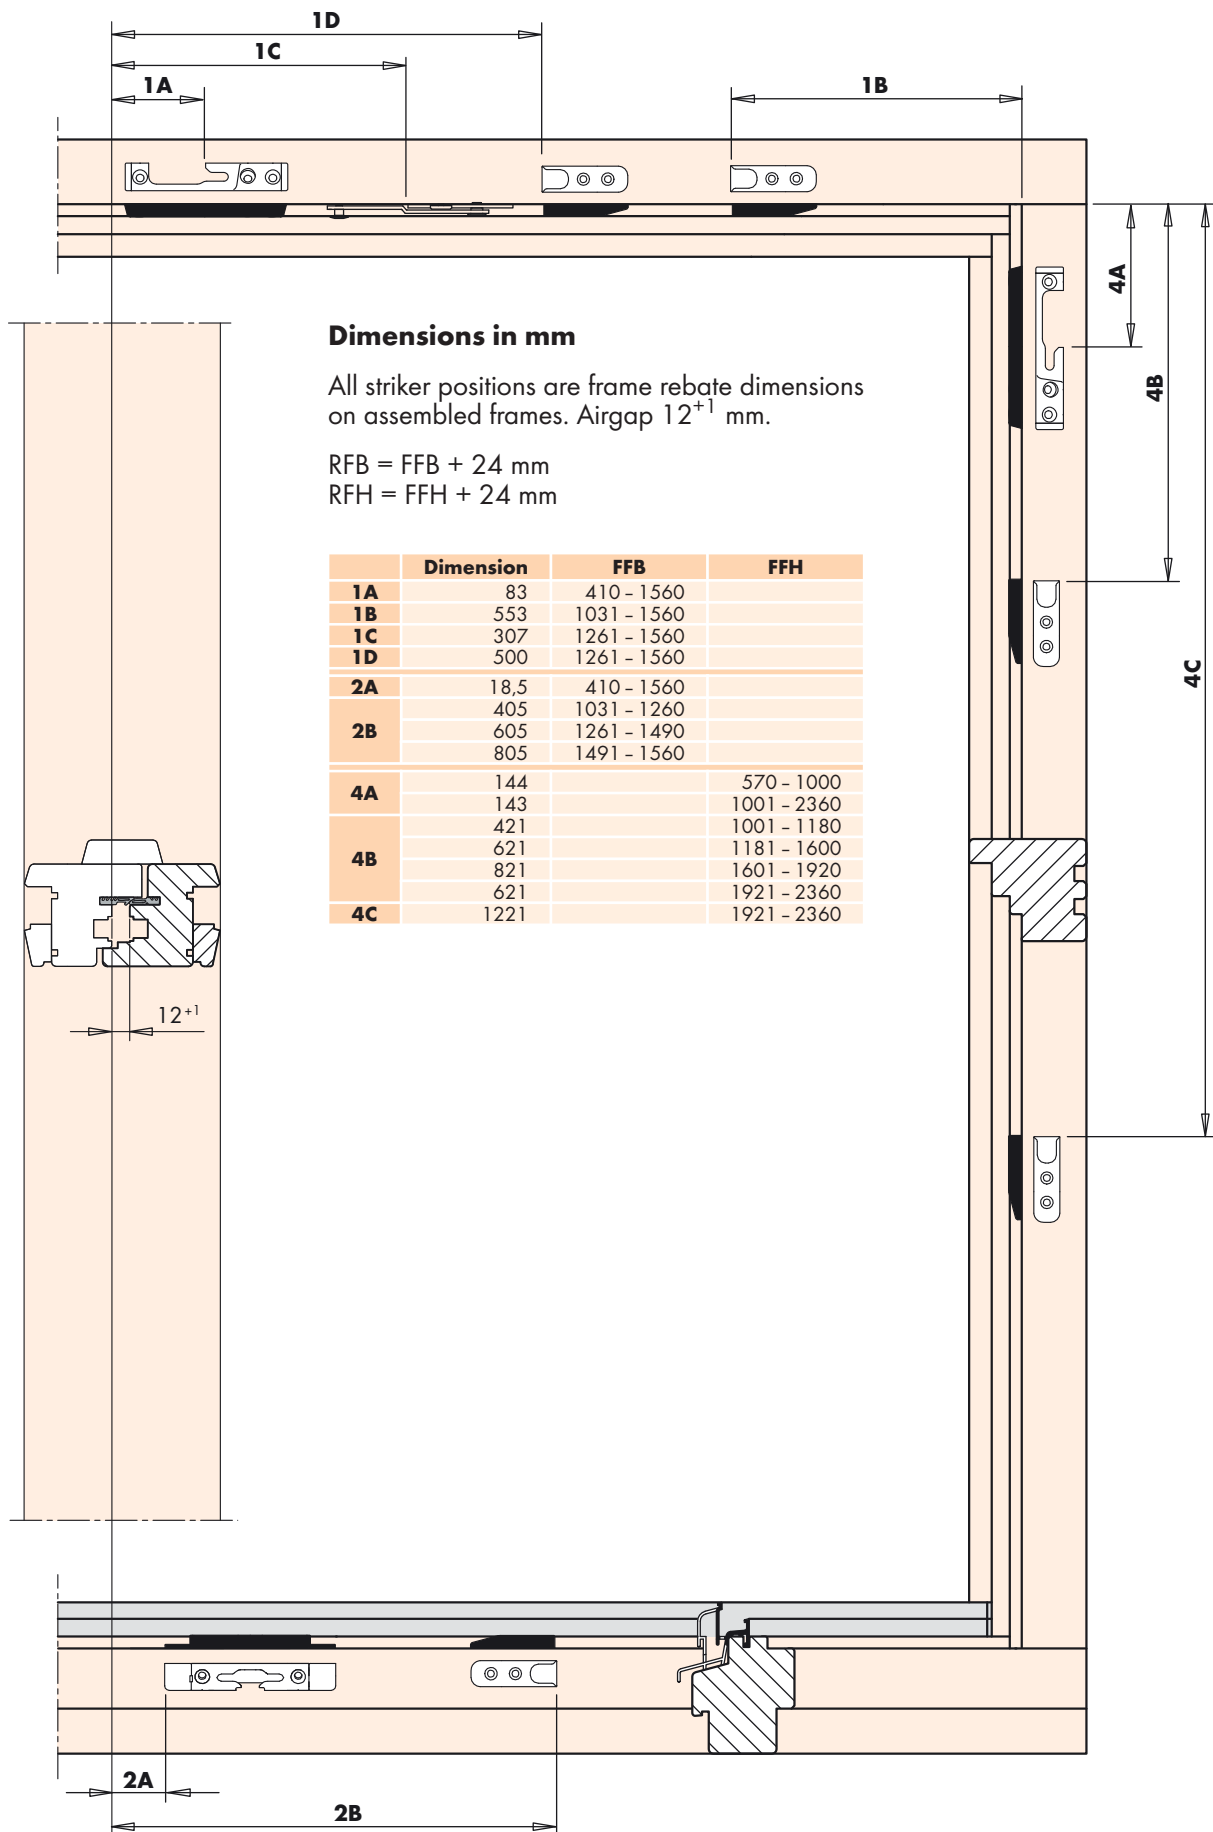 1D
1C
1A
1B
4A
4B
4C
Dimensions in mm
All striker positions are frame rebate dimensions
on assembled frames. Airgap 12+1 mm.
RFB = FFB + 24 mm
RFH = FFH + 24 mm
Dimension FFB FFH
1A 83 410 – 1560
1B 553 1031 – 1560
1C 307 1261 – 1560
1D 500 1261 – 1560
2A 18,5 410 – 1560
2B 405 1031 – 1260
605 1261 – 1490
805 1491 – 1560
4A 144 570 – 1000
143 1001 – 2360
4B 421 1001 – 1180
621 1181 – 1600
821 1601 – 1920
621 1921 – 2360
4C 1221 1921 – 2360
12+1
2A
2B